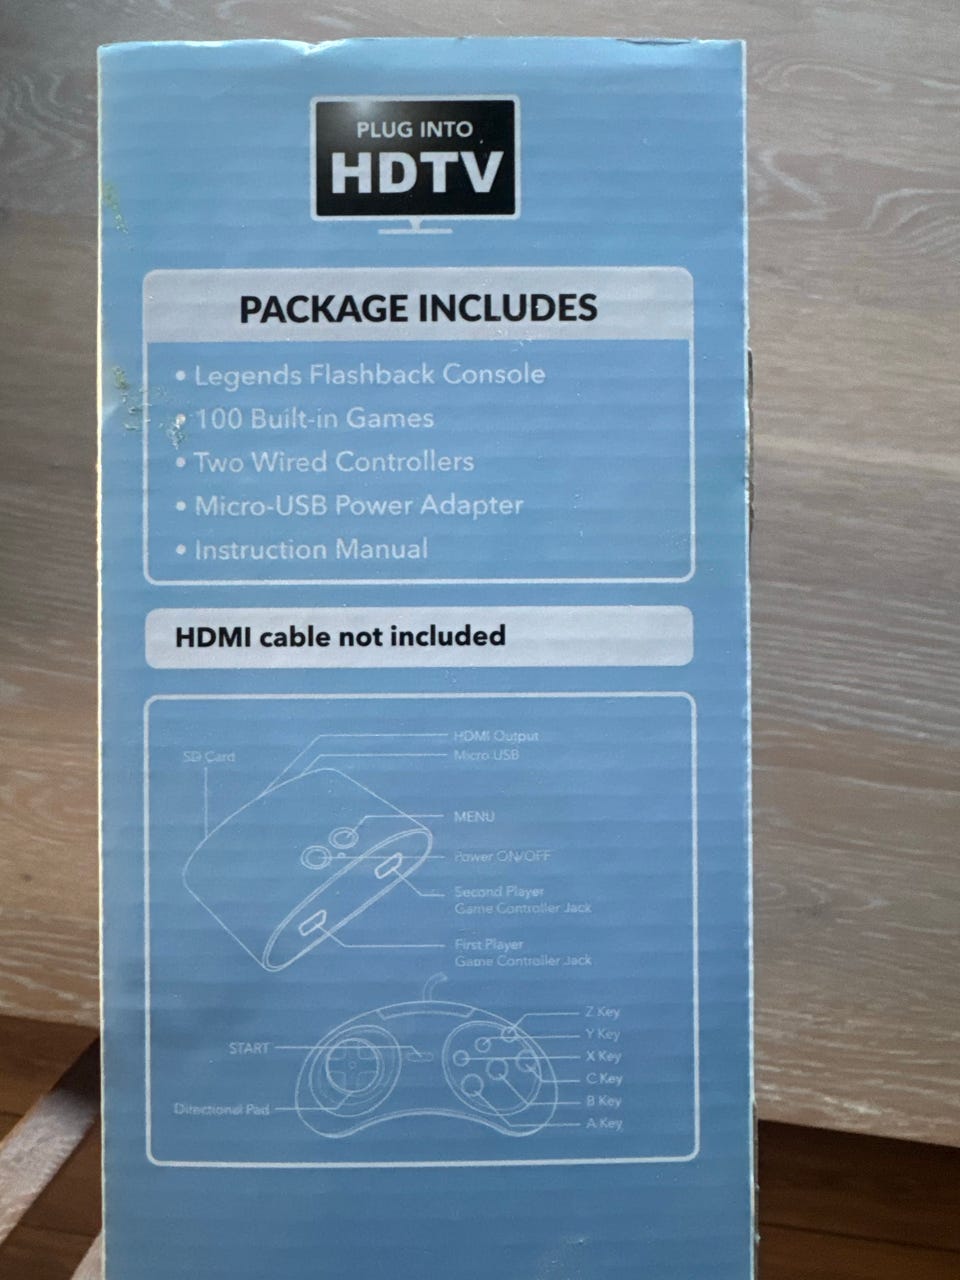 PLUG INTO
HDTV
PACKAGE INCLUDES
• Legends Flashback Console
• 100 Built-in Games
• Two Wired Controllers
• Micro-USB Power Adapter
• Instruction Manual
HDMI cable not included
HDMI Output
SD Card
Micro USB
MENU
Power ON/OFF
Second Player
Game Controller Jack
First Player
Game Controller Jack
Z Key
Y Key
START
X Key
C Key
B Key
Directional Pad
A Key